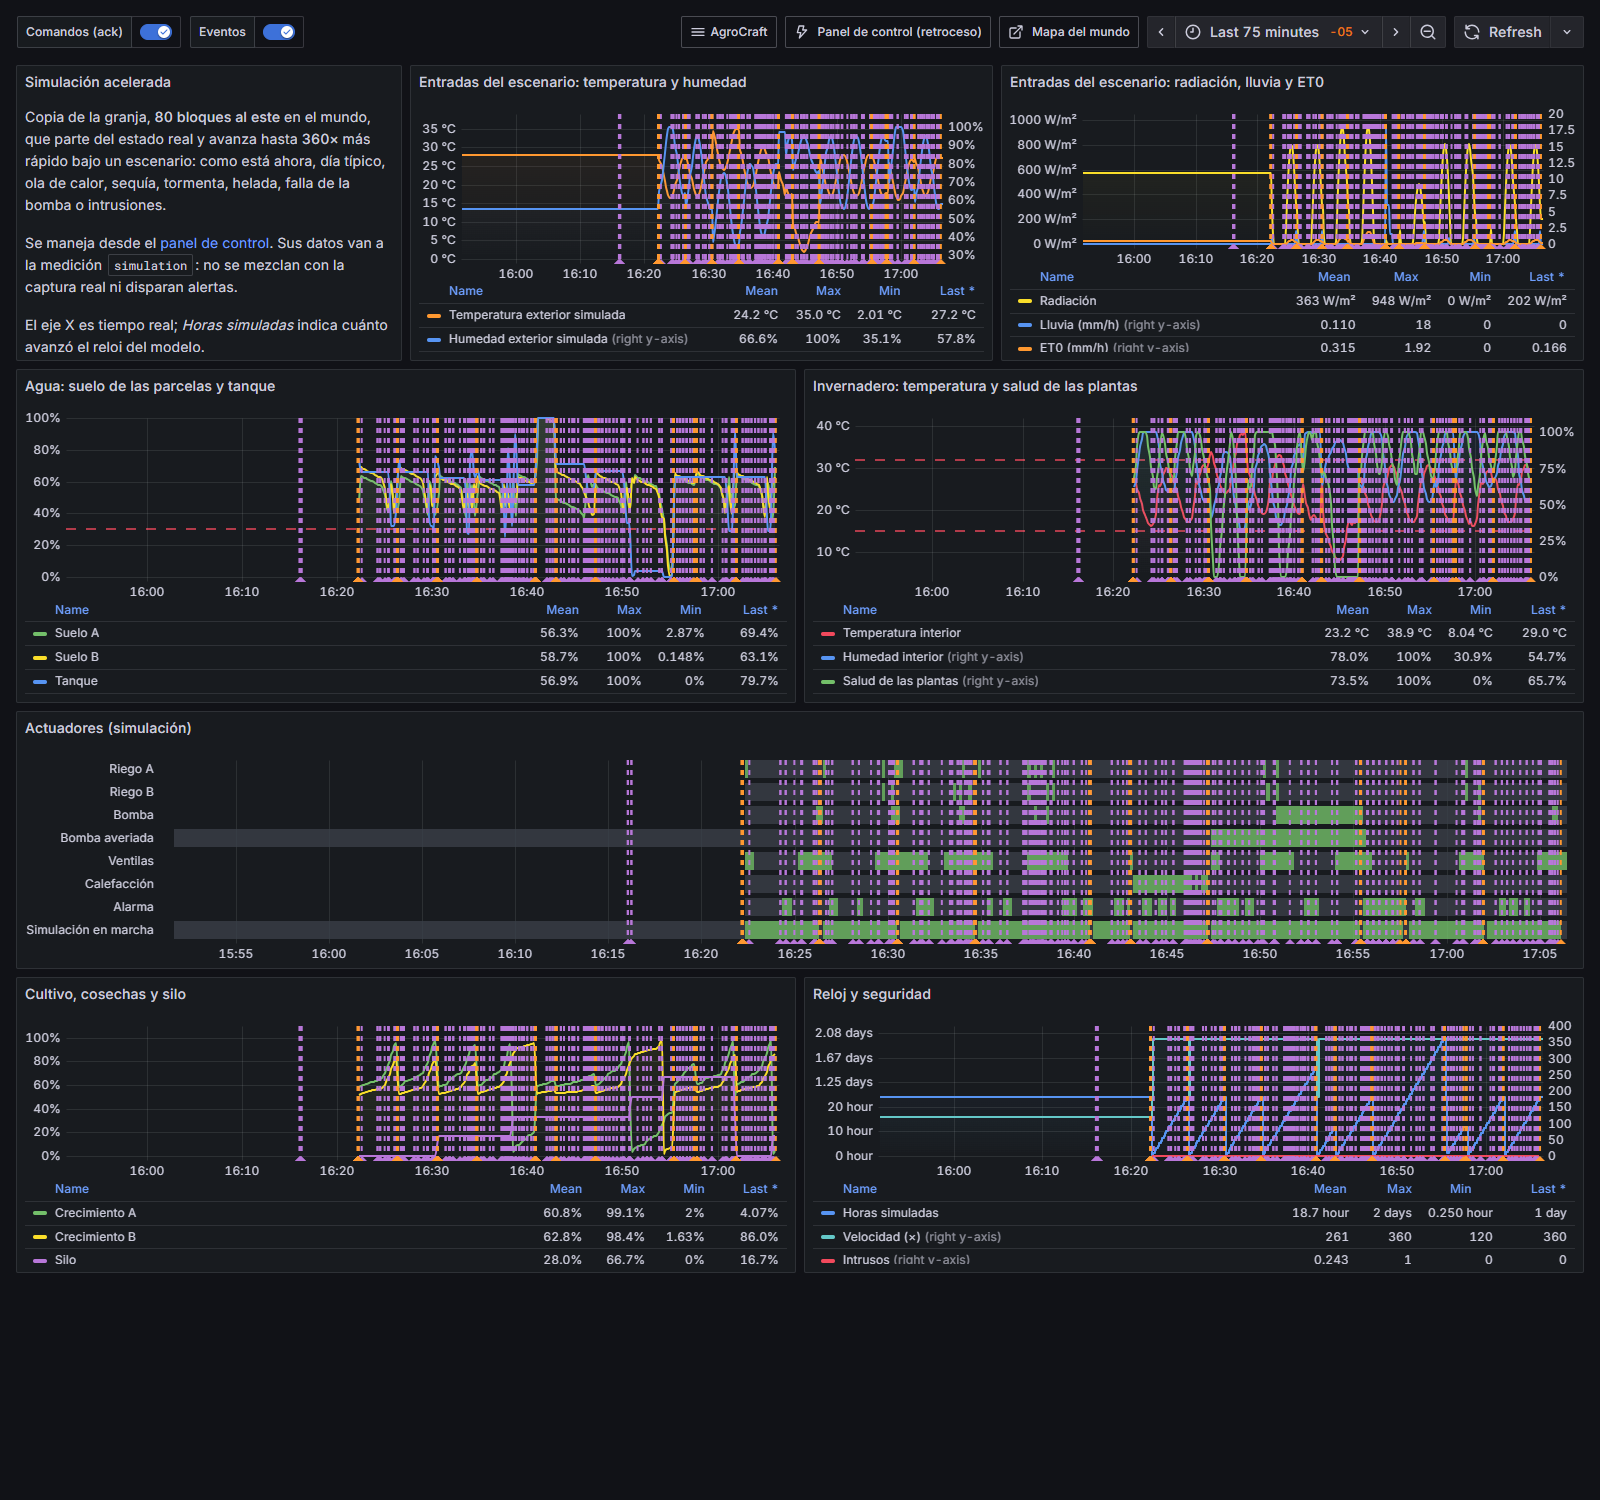 Comandos (ack)
Eventos
AgroCraft
Panel de control (retroceso)
Mapa del mundo
Last 75 minutes -05
Refresh
Simulación acelerada
Copia de la granja, 80 bloques al este en el mundo,
que parte del estado real y avanza hasta 360× más
rápido bajo un escenario: como está ahora, día típico,
ola de calor, sequía, tormenta, helada, falla de la
bomba o intrusiones.
Se maneja desde el panel de control. Sus datos van a
la medición simulation : no se mezclan con la
captura real ni disparan alertas.
El eje X es tiempo real; Horas simuladas indica cuánto
avanzó el reloj del modelo.
Entradas del escenario: temperatura y humedad
35 °C
30 °C
25 °C
20 °C
15 °C
10 °C
5 °C
0 °C
100%
90%
80%
70%
60%
50%
40%
30%
16:00 16:10 16:20 16:30 16:40 16:50 17:00
Name Mean Max Min Last *
Temperatura exterior simulada 24.2 °C 35.0 °C 2.01 °C 27.2 °C
Humedad exterior simulada (right y-axis) 66.6% 100% 35.1% 57.8%
Entradas del escenario: radiación, lluvia y ET0
1000 W/m²
800 W/m²
600 W/m²
400 W/m²
200 W/m²
0 W/m²
20
17.5
15
12.5
10
7.5
5
2.5
0
16:00 16:10 16:20 16:30 16:40 16:50 17:00
Name Mean Max Min Last *
Radiación 363 W/m² 948 W/m² 0 W/m² 202 W/m²
Lluvia (mm/h) (right y-axis) 0.110 18 0 0
ET0 (mm/h) (right y-axis) 0.315 1.92 0 0.166
Agua: suelo de las parcelas y tanque
100%
80%
60%
40%
20%
0%
16:00 16:10 16:20 16:30 16:40 16:50 17:00
Name Mean Max Min Last *
Suelo A 56.3% 100% 2.87% 69.4%
Suelo B 58.7% 100% 0.148% 63.1%
Tanque 56.9% 100% 0% 79.7%
Invernadero: temperatura y salud de las plantas
40 °C
30 °C
20 °C
10 °C
100%
75%
50%
25%
0%
16:00 16:10 16:20 16:30 16:40 16:50 17:00
Name Mean Max Min Last *
Temperatura interior 23.2 °C 38.9 °C 8.04 °C 29.0 °C
Humedad interior (right y-axis) 78.0% 100% 30.9% 54.7%
Salud de las plantas (right y-axis) 73.5% 100% 0% 65.7%
Actuadores (simulación)
Riego A
Riego B
Bomba
Bomba averiada
Ventilas
Calefacción
Alarma
Simulación en marcha
15:55 16:00 16:05 16:10 16:15 16:20 16:25 16:30 16:35 16:40 16:45 16:50 16:55 17:00 17:05
Cultivo, cosechas y silo
100%
80%
60%
40%
20%
0%
16:00 16:10 16:20 16:30 16:40 16:50 17:00
Name Mean Max Min Last *
Crecimiento A 60.8% 99.1% 2% 4.07%
Crecimiento B 62.8% 98.4% 1.63% 86.0%
Silo 28.0% 66.7% 0% 16.7%
Reloj y seguridad
2.08 days
1.67 days
1.25 days
20 hour
10 hour
0 hour
400
350
300
250
200
150
100
50
0
16:00 16:10 16:20 16:30 16:40 16:50 17:00
Name Mean Max Min Last *
Horas simuladas 18.7 hour 2 days 0.250 hour 1 day
Velocidad (×) (right y-axis) 261 360 120 360
Intrusos (right y-axis) 0.243 1 0 0